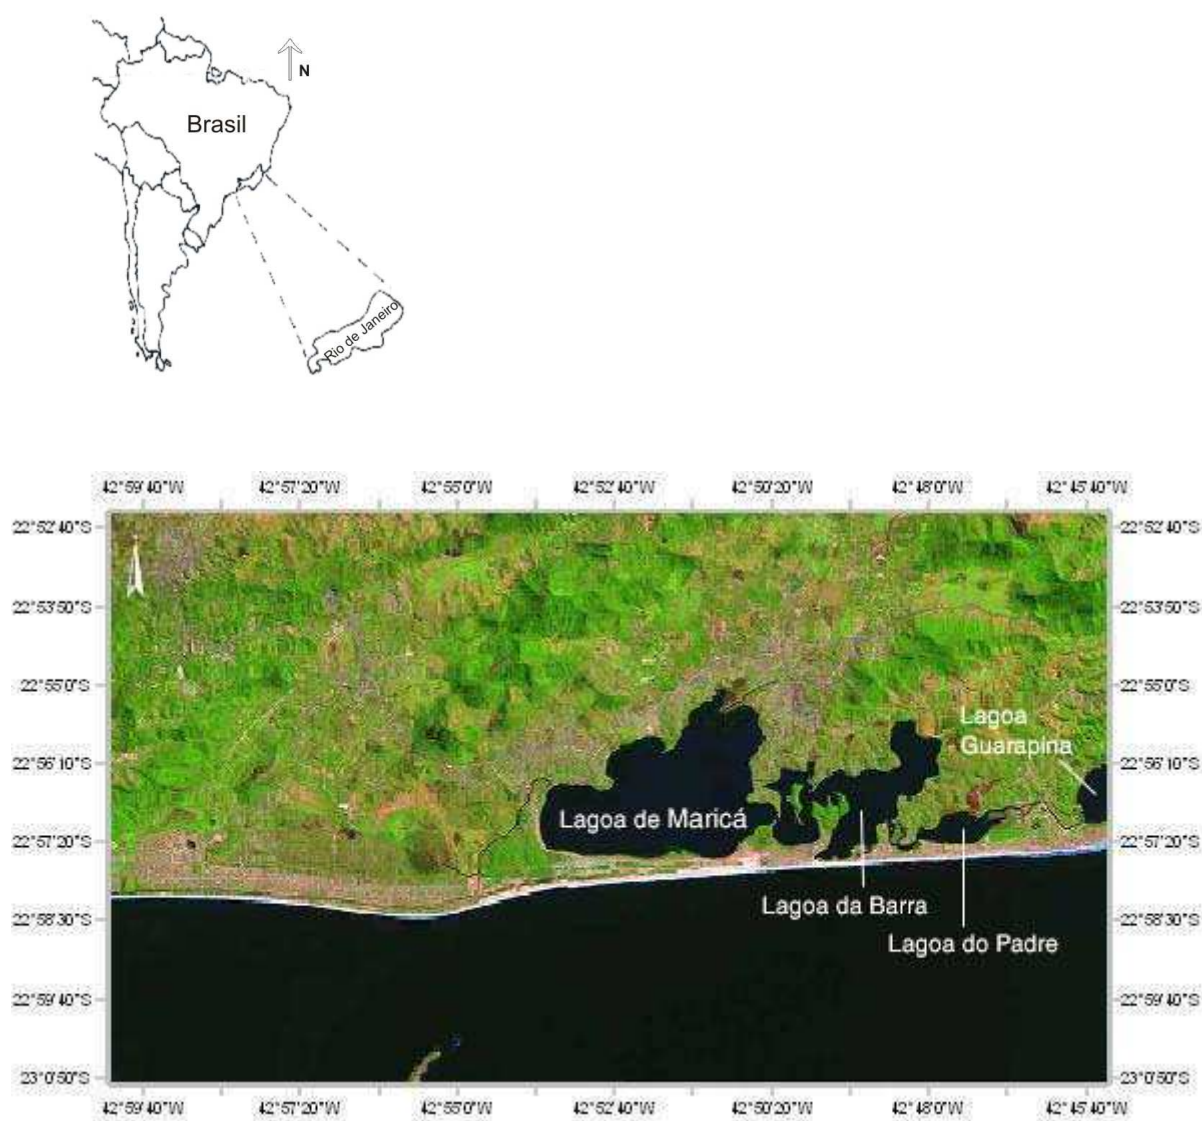 N
Brasil
Rio de Janeiro
42°59'40"W 42°57'20"W 42°55'0"W 42°52'40"W 42°50'20"W 42°48'0"W 42°45'40"W
22°52'40"S 22°52'40"S
22°53'50"S 22°53'50"S
22°55'0"S 22°55'0"S
Lagoa
Guarapina
22°56'10"S 22°56'10"S
Lagoa de Maricá
22°57'20"S 22°57'20"S
Lagoa da Barra
22°58'30"S 22°58'30"S
Lagoa do Padre
22°59'40"S 22°59'40"S
23°0'50"S 23°0'50"S
42°59'40"W 42°57'20"W 42°55'0"W 42°52'40"W 42°50'20"W 42°48'0"W 42°45'40"W